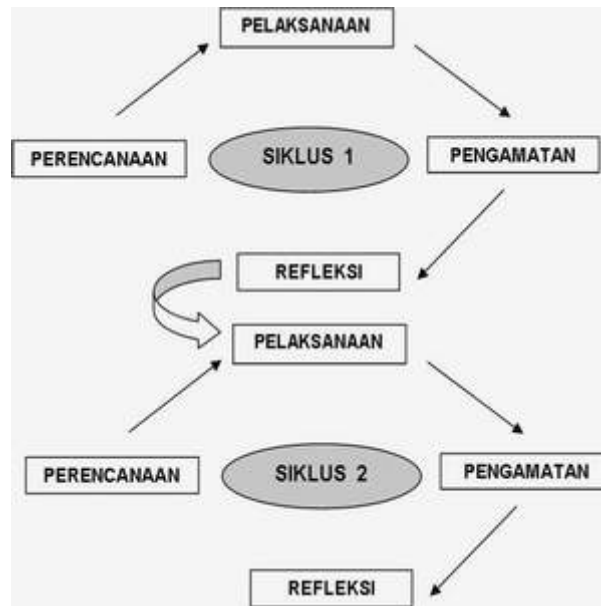 PELAKSANAAN
PERENCANAAN
SIKLUS 1
PENGAMATAN
REFLEKSI
PELAKSANAAN
PERENCANAAN
SIKLUS 2
PENGAMATAN
REFLEKSI